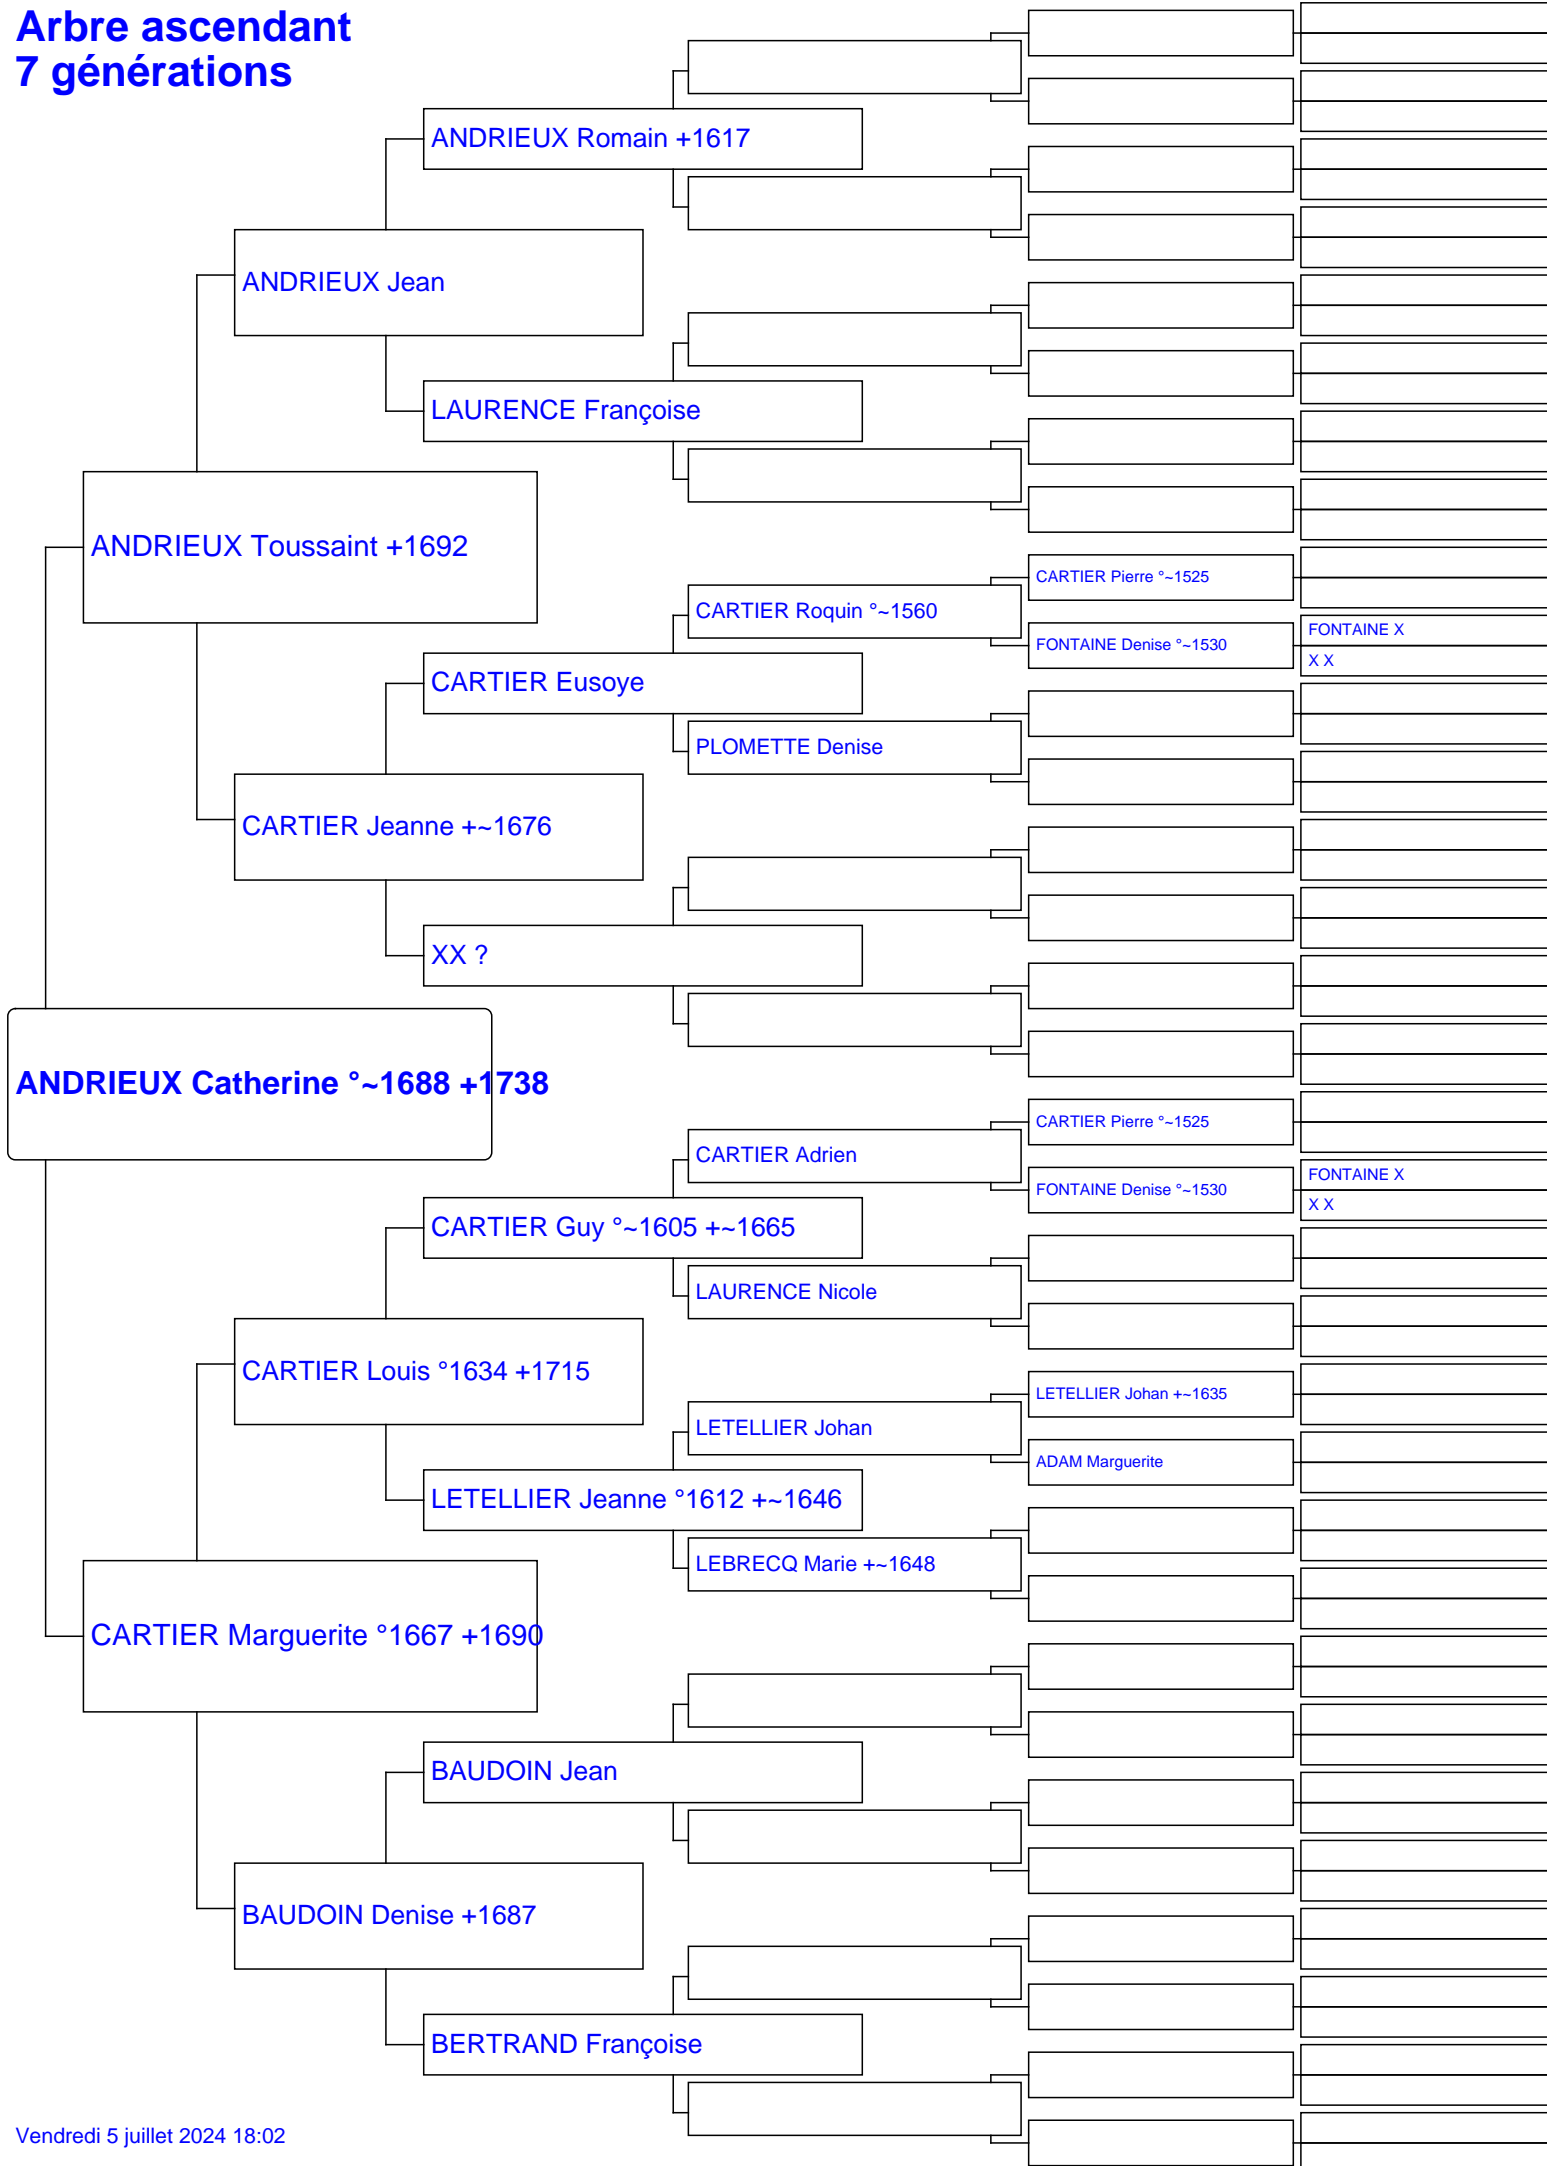 Arbre ascendant
7 générations
ANDRIEUX Romain +1617
ANDRIEUX Jean
LAURENCE Françoise
ANDRIEUX Toussaint +1692
CARTIER Pierre °~1525
CARTIER Roquin °~1560
FONTAINE X
FONTAINE Denise °~1530
X X
CARTIER Eusoye
PLOMETTE Denise
CARTIER Jeanne +~1676
XX ?
ANDRIEUX Catherine °~1688 +1738
CARTIER Pierre °~1525
CARTIER Adrien
FONTAINE X
FONTAINE Denise °~1530
X X
CARTIER Guy °~1605 +~1665
LAURENCE Nicole
CARTIER Louis °1634 +1715
LETELLIER Johan +~1635
LETELLIER Johan
ADAM Marguerite
LETELLIER Jeanne °1612 +~1646
LEBRECQ Marie +~1648
CARTIER Marguerite °1667 +1690
BAUDOIN Jean
BAUDOIN Denise +1687
BERTRAND Françoise
Vendredi 5 juillet 2024 18:02